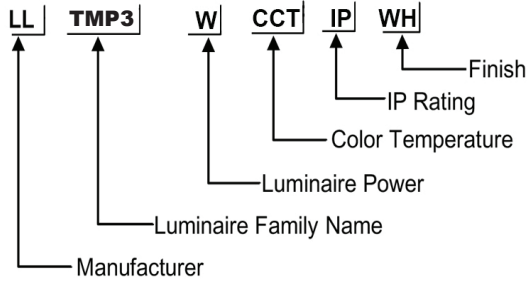 LL TMP3 W CCT IP WH
Finish
IP Rating
Color Temperature
Luminaire Power
Luminaire Family Name
Manufacturer